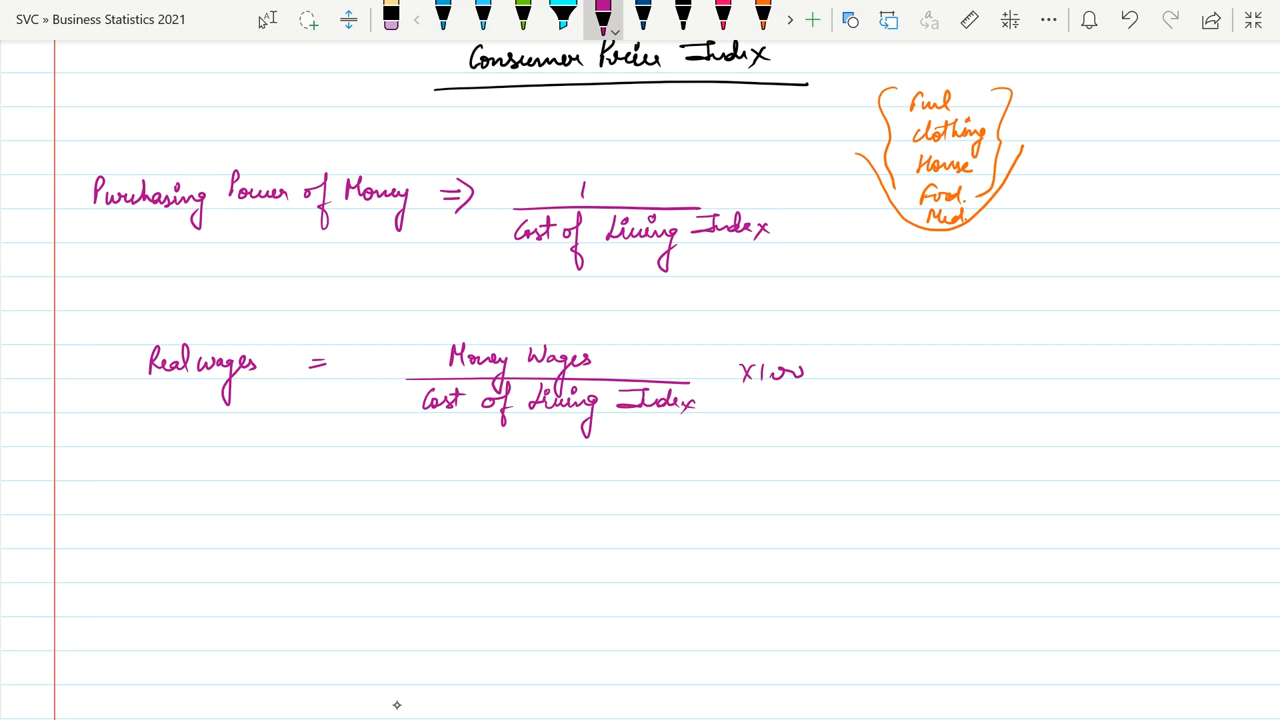 SVC » Business Statistics 2021
Consumer Price Index
Fuel
Clothing
House
Food.
Med.
Purchasing Power of Money ⇒ 1
Cost of Living Index
Real wages = Money Wages ×100
Cost of Living Index